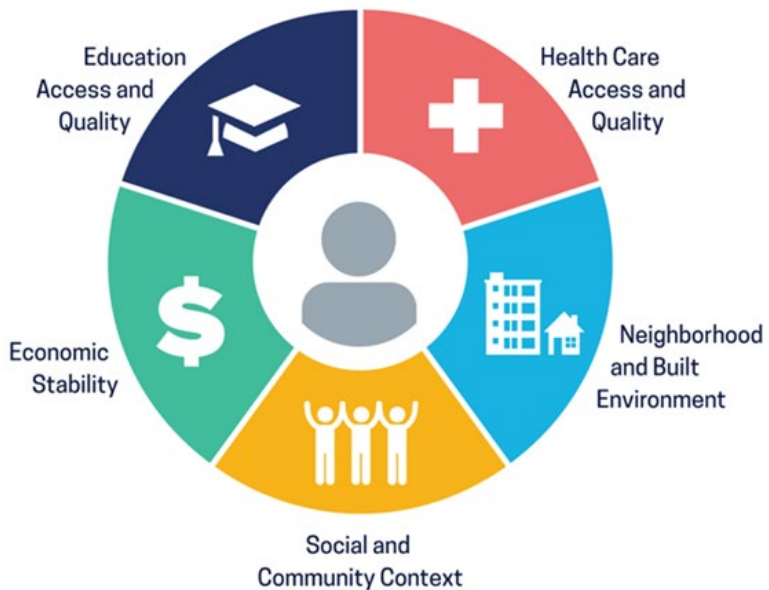 Education
Access and
Quality
Health Care
Access and
Quality
Economic
Stability
Neighborhood
and Built
Environment
Social and
Community Context